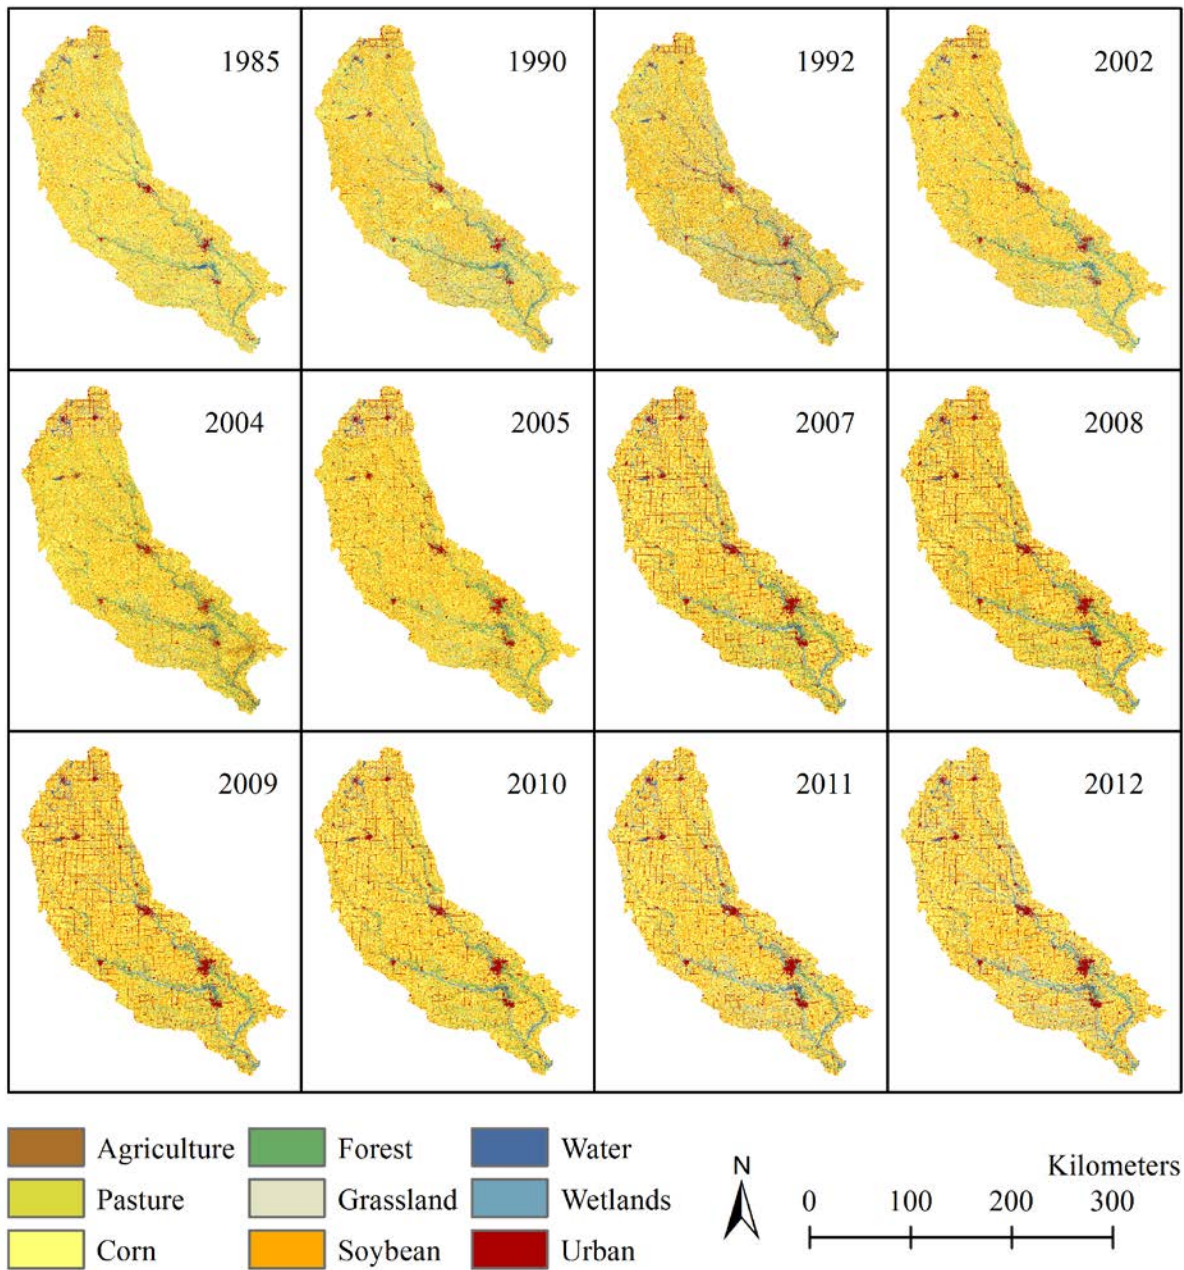 1985 1990 1992 2002
2004 2005 2007 2008
2009 2010 2011 2012
Agriculture Forest Water
N
Kilometers
Pasture Grassland Wetlands
0 100 200 300
Corn Soybean Urban